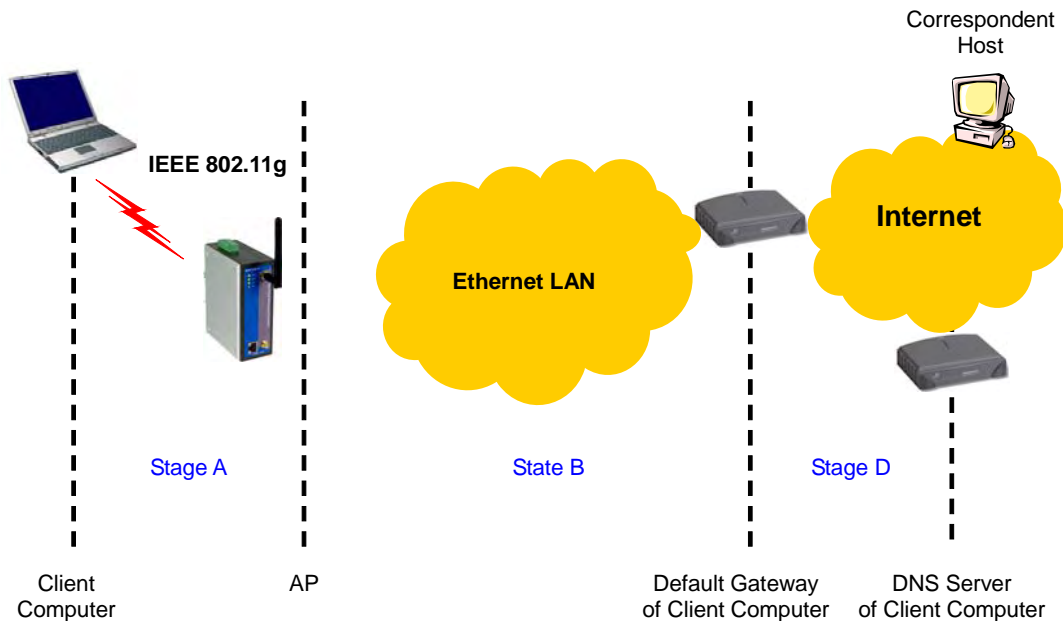 Correspondent
Host
IEEE 802.11g
Internet
Ethernet LAN
Stage A
State B
Stage D
Client
Computer
AP
Default Gateway
of Client Computer
DNS Server
of Client Computer